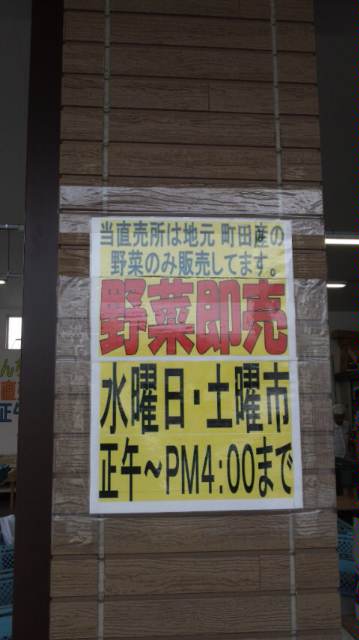 当直売所は地元 町田産の
野菜のみ販売してます。
野菜即売
水曜日・土曜市
正午～PM4:00まで